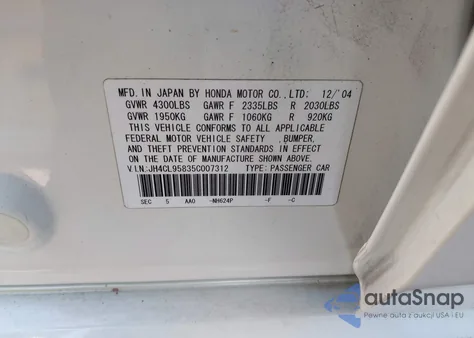 MFD. IN JAPAN BY HONDA MOTOR CO., LTD: 12/'04
GVWR 4300LBS GAWR F 2335LBS R 2030LBS
GVWR 1950KG GAWR F 1060KG R 920KG
THIS VEHICLE CONFORMS TO ALL APPLICABLE
FEDERAL MOTOR VEHICLE SAFETY , BUMPER,
AND THEFT PREVENTION STANDARDS IN EFFECT
ON THE DATE OF MANUFACTURE SHOWN ABOVE.
V.I.N:JH4CL95835C007312 TYPE: PASSENGER CAR
SEC 5 AA0 -NH624P -F -C
autoSnap
Pewne auta z aukcji USA i EU